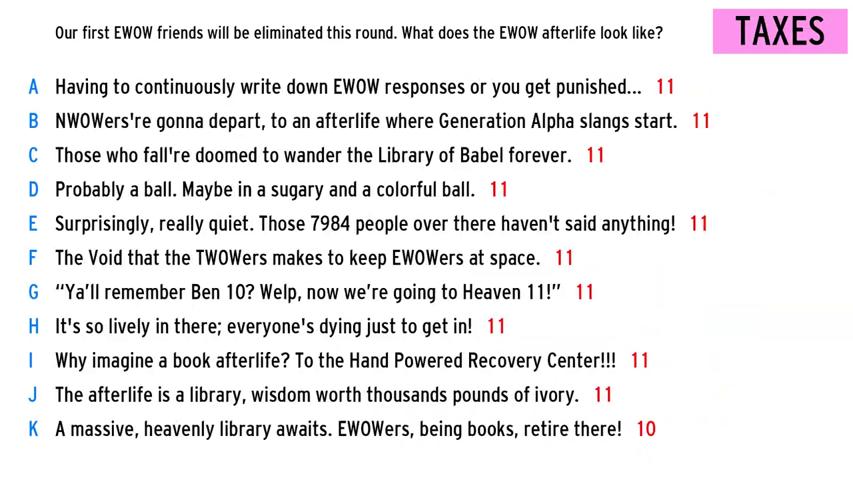 Our first EWOW friends will be eliminated this round. What does the EWOW afterlife look like?
TAXES
A Having to continuously write down EWOW responses or you get punished... 11
B NWOWers're gonna depart, to an afterlife where Generation Alpha slangs start. 11
C Those who fall're doomed to wander the Library of Babel forever. 11
D Probably a ball. Maybe in a sugary and a colorful ball. 11
E Surprisingly, really quiet. Those 7984 people over there haven't said anything! 11
F The Void that the TWOWers makes to keep EWOWers at space. 11
G “Ya’ll remember Ben 10? Welp, now we’re going to Heaven 11!” 11
H It's so lively in there; everyone's dying just to get in! 11
I Why imagine a book afterlife? To the Hand Powered Recovery Center!!! 11
J The afterlife is a library, wisdom worth thousands pounds of ivory. 11
K A massive, heavenly library awaits. EWOWers, being books, retire there! 10